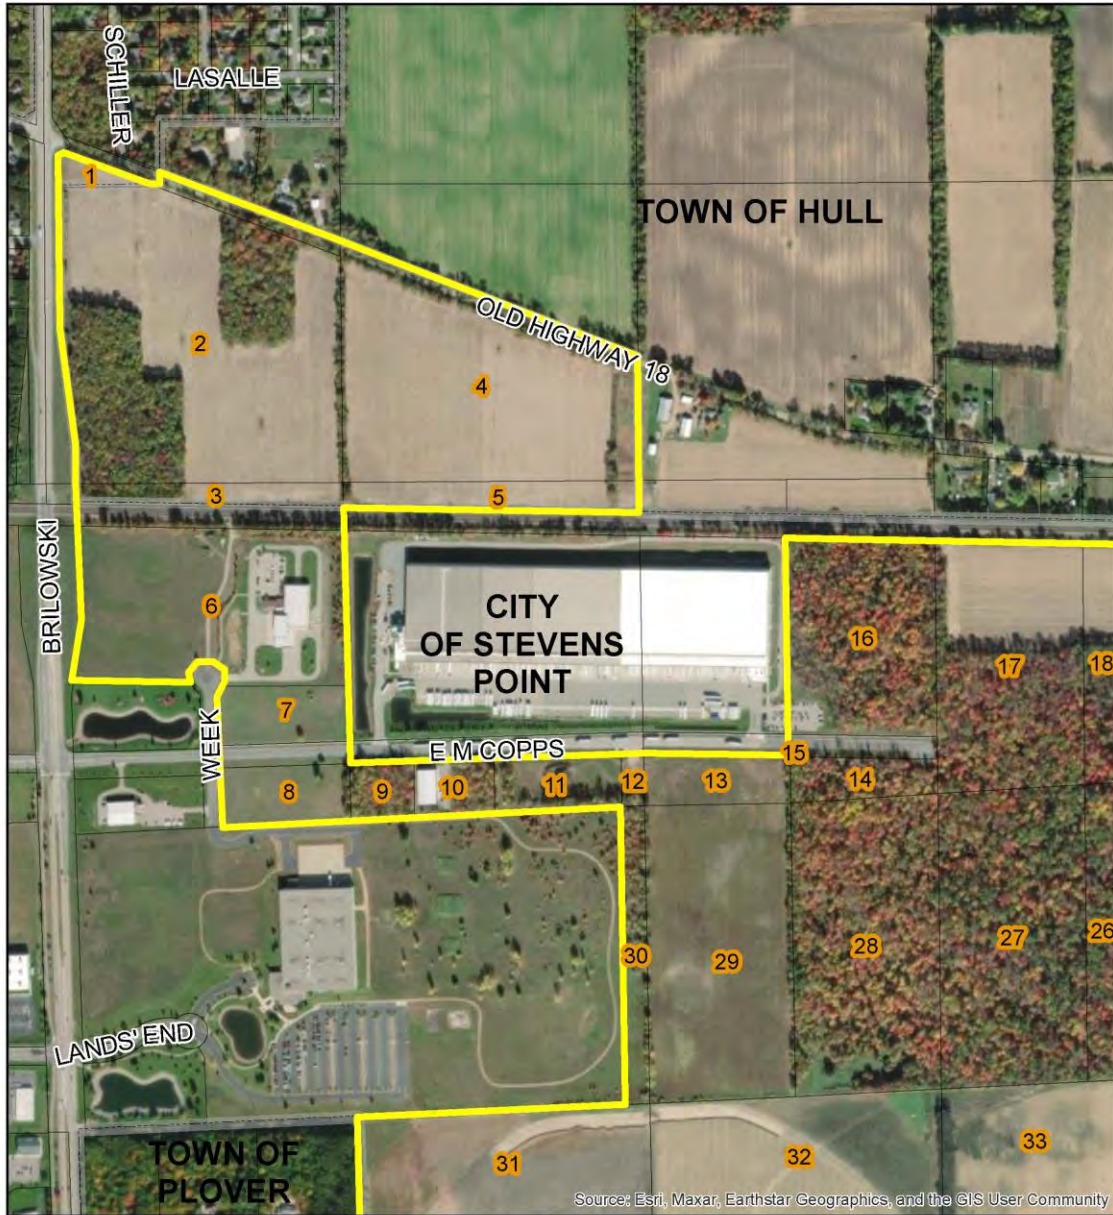 SCHILLER
LASALLE
1
TOWN OF HULL
OLD HIGHWAY 18
2
4
3
5
BRILOWSKI
6
CITY
OF STEVENS
POINT
16
17
18
7
WEEK
E M COPPS
15
8
9
10
11
12
13
14
30
29
28
27
26
LANDS' END
TOWN OF
PLOVER
31
32
33
Source: Esri, Maxar, Earthstar Geographics, and the GIS User Community